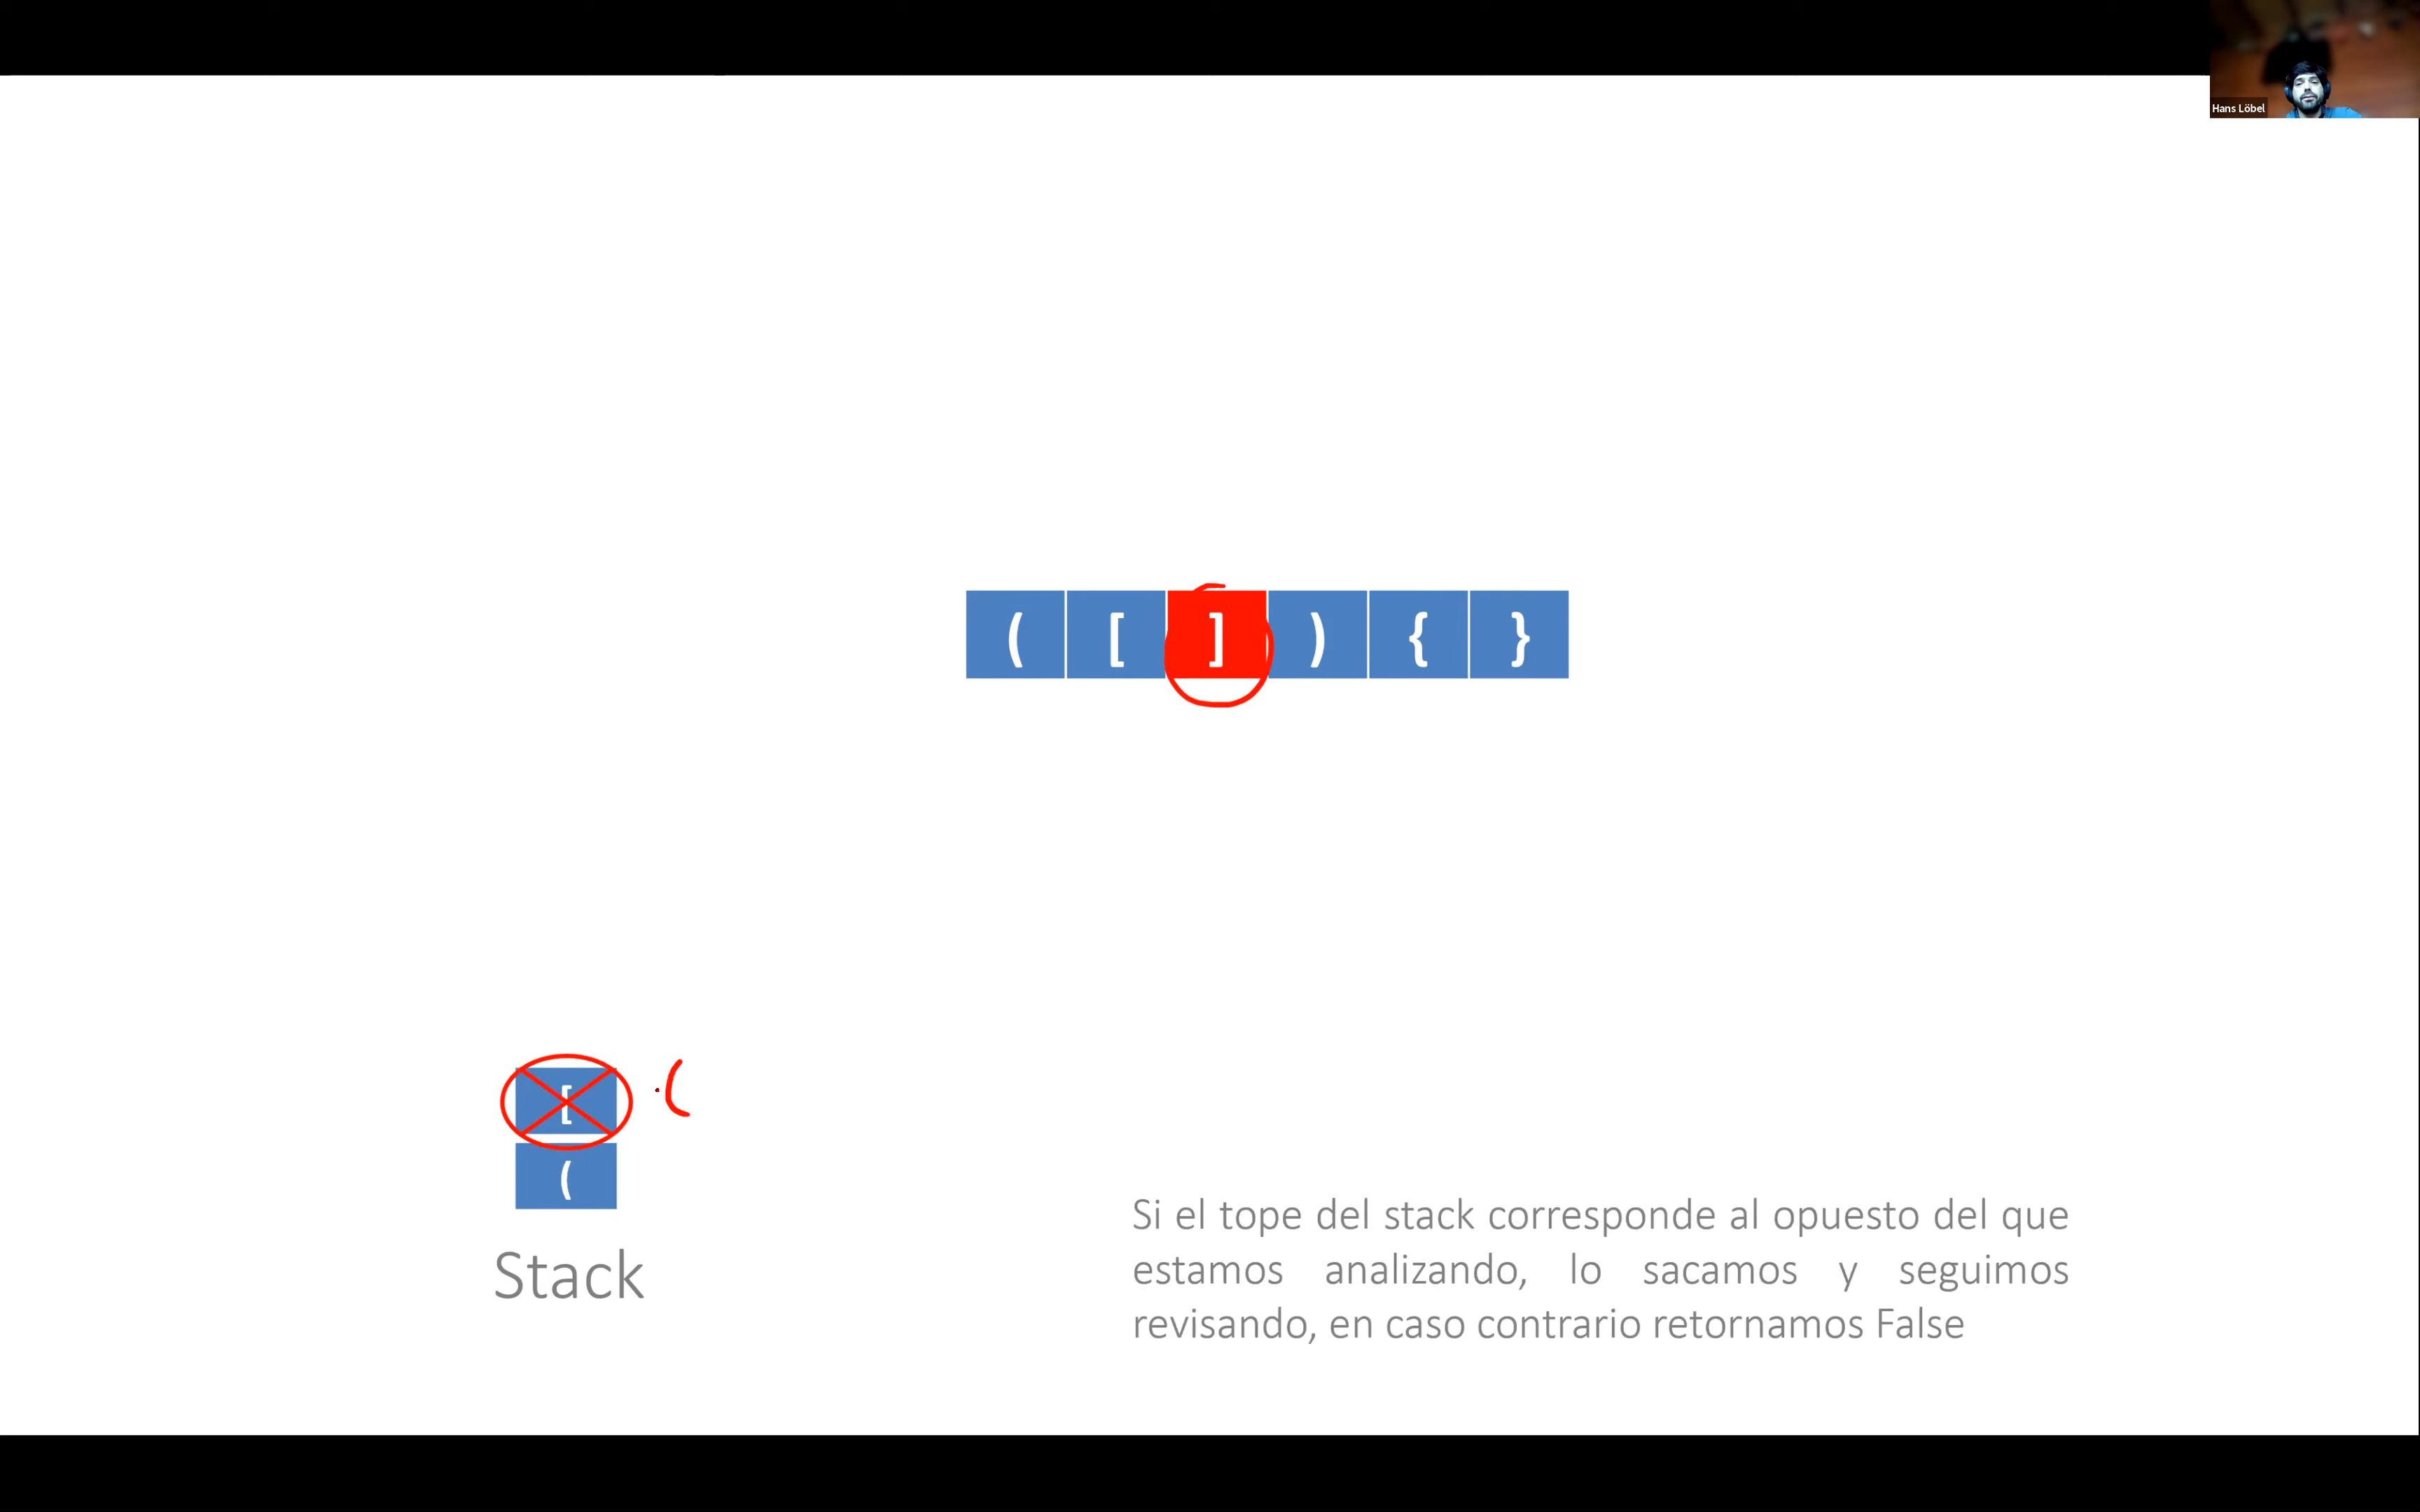 Hans Löbel
( [ ] ) { }
[ (
(
Stack
Si el tope del stack corresponde al opuesto del que
estamos analizando, lo sacamos y seguimos
revisando, en caso contrario retornamos False